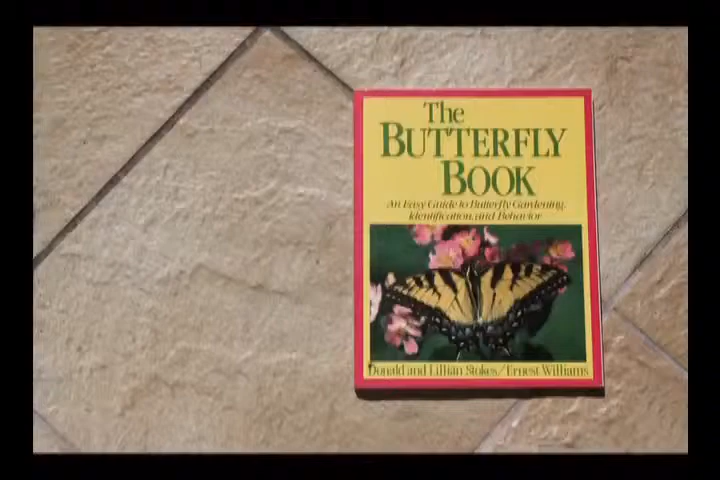 The
BUTTERFLY
BOOK
An Easy Guide to Butterfly Gardening,
Identification, and Behavior
Donald and Lillian Stokes/Ernest Williams